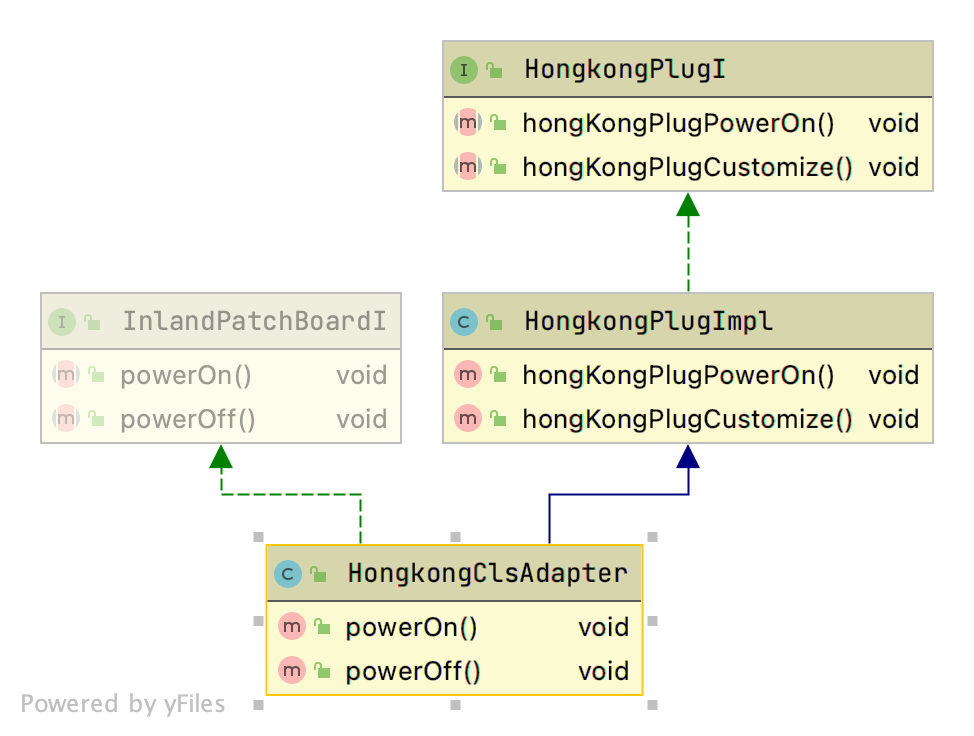 I HongkongPlugI
m hongKongPlugPowerOn() void
m hongKongPlugCustomize() void
I InlandPatchBoardI
m powerOn() void
m powerOff() void
C HongkongPlugImpl
m hongKongPlugPowerOn() void
m hongKongPlugCustomize() void
C HongkongClsAdapter
m powerOn() void
m powerOff() void
Powered by yFiles